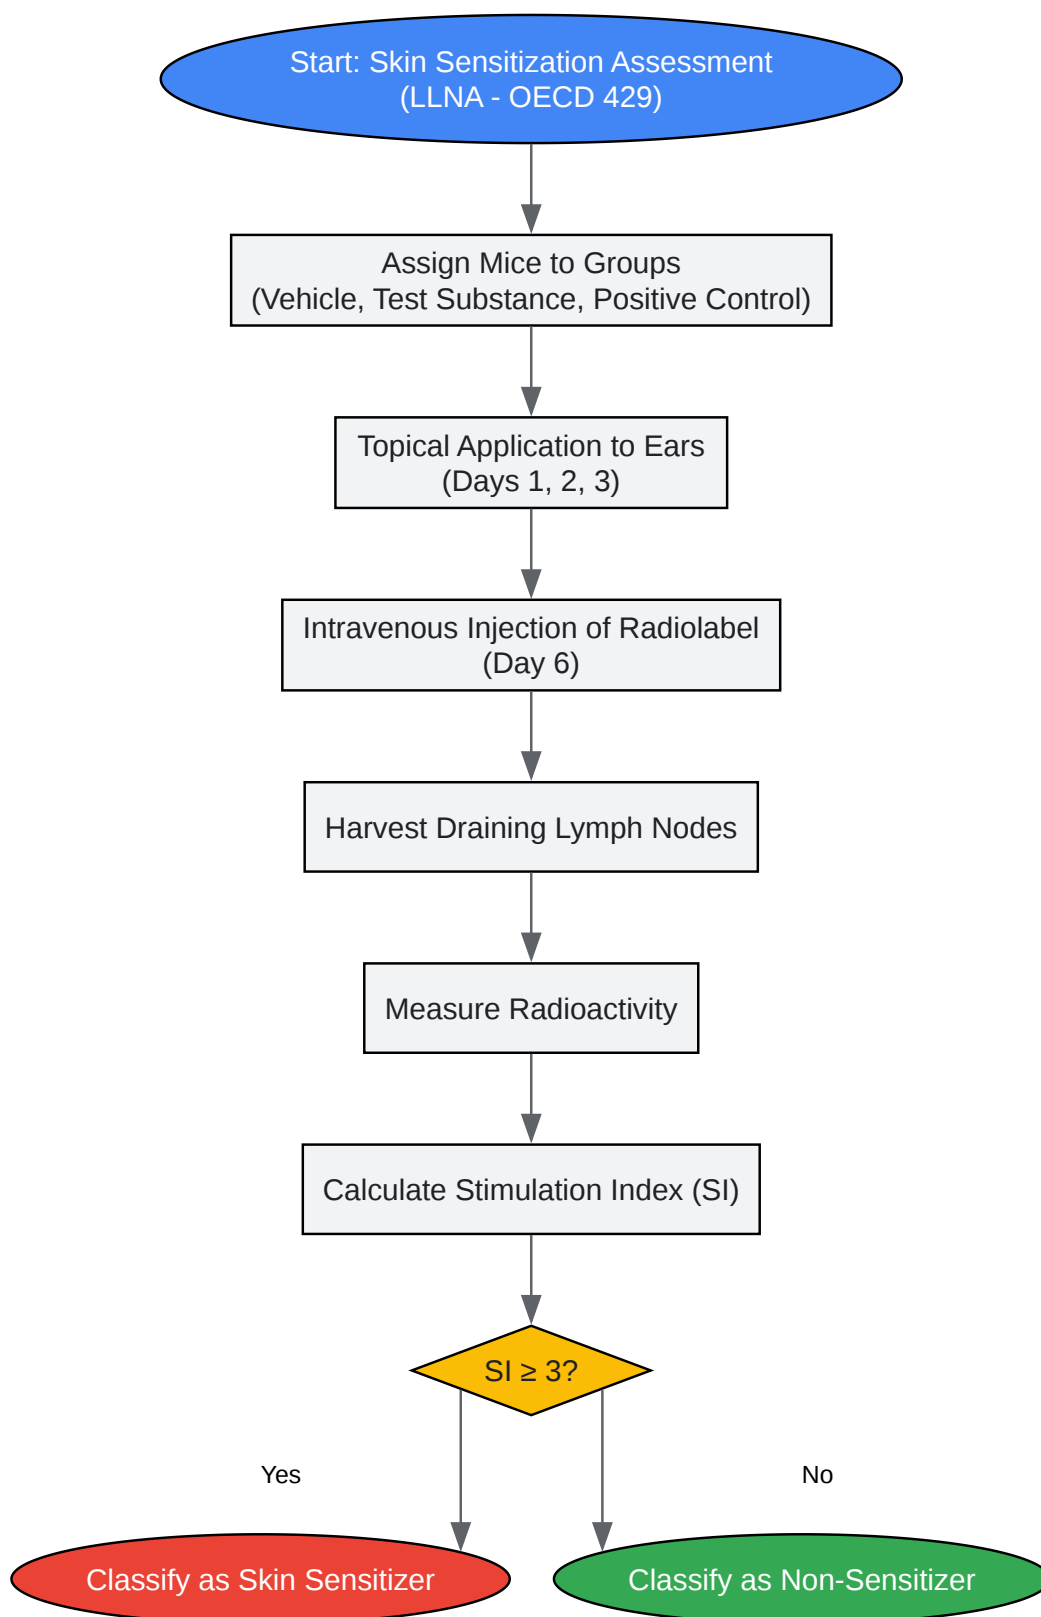 Start: Skin Sensitization Assessment
(LLNA - OECD 429)
Assign Mice to Groups
(Vehicle, Test Substance, Positive Control)
Topical Application to Ears
(Days 1, 2, 3)
Intravenous Injection of Radiolabel
(Day 6)
Harvest Draining Lymph Nodes
Measure Radioactivity
Calculate Stimulation Index (SI)
SI ≥ 3?
Yes
No
Classify as Skin Sensitizer
Classify as Non-Sensitizer